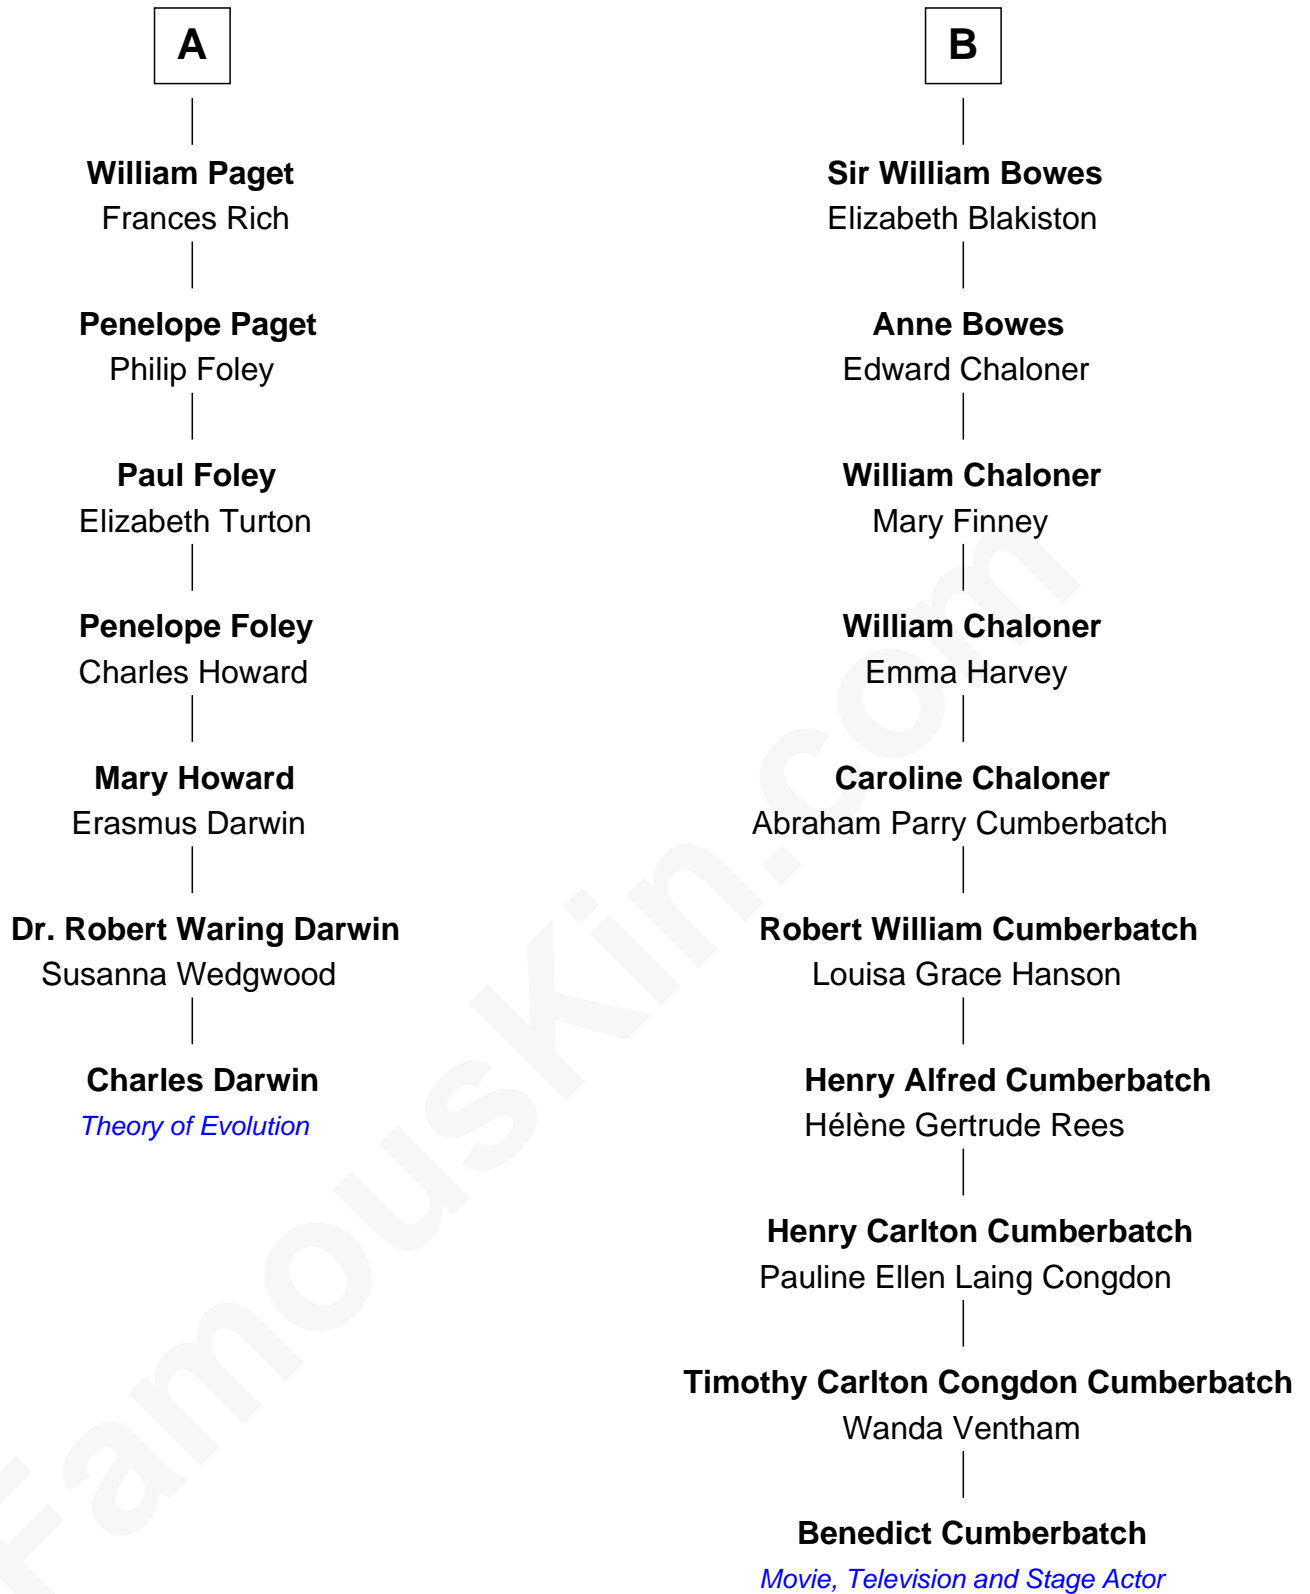 A
William Paget
Frances Rich
Penelope Paget
Philip Foley
Paul Foley
Elizabeth Turton
Penelope Foley
Charles Howard
Mary Howard
Erasmus Darwin
Dr. Robert Waring Darwin
Susanna Wedgwood
Charles Darwin
Theory of Evolution
B
Sir William Bowes
Elizabeth Blakiston
Anne Bowes
Edward Chaloner
William Chaloner
Mary Finney
William Chaloner
Emma Harvey
Caroline Chaloner
Abraham Parry Cumberbatch
Robert William Cumberbatch
Louisa Grace Hanson
Henry Alfred Cumberbatch
Hélène Gertrude Rees
Henry Carlton Cumberbatch
Pauline Ellen Laing Congdon
Timothy Carlton Congdon Cumberbatch
Wanda Ventham
Benedict Cumberbatch
Movie, Television and Stage Actor
FamousKin.com